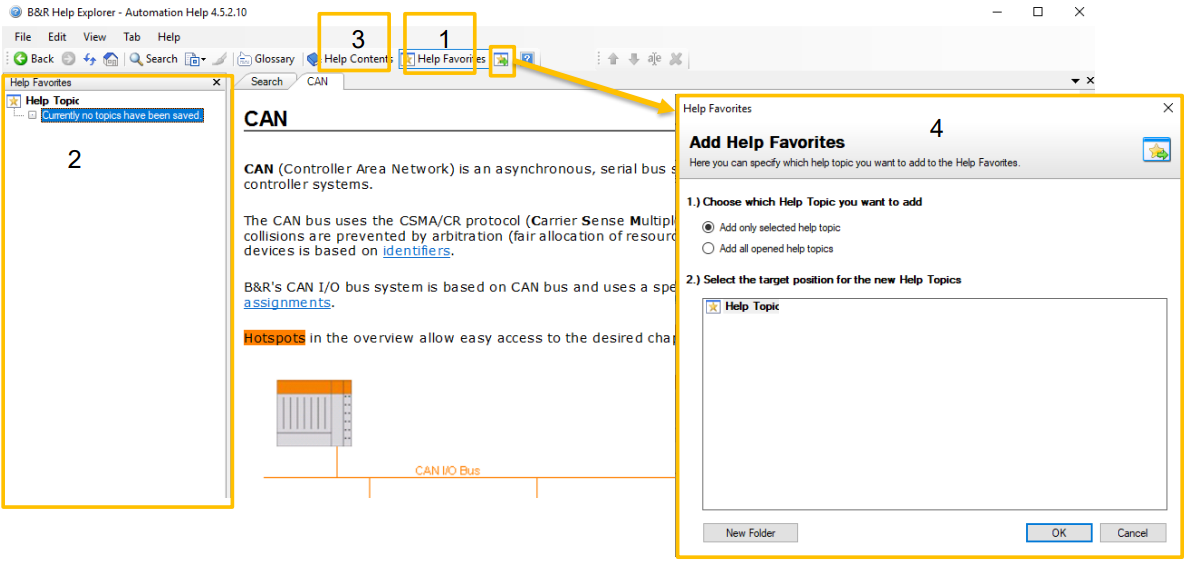 B&R Help Explorer - Automation Help 4.5.2.10
File Edit View Tab Help
3
1
Back Search Glossary Help Contents Help Favorites
Help Favorites
Search CAN
Help Topic
Currently no topics have been saved.
2
CAN
CAN (Controller Area Network) is an asynchronous, serial bus s
controller systems.
The CAN bus uses the CSMA/CR protocol (Carrier Sense Multipl
collisions are prevented by arbitration (fair allocation of resourc
devices is based on identifiers.
B&R's CAN I/O bus system is based on CAN bus and uses a spe
assignments.
Hotspots in the overview allow easy access to the desired chap
CAN I/O Bus
Help Favorites
4
Add Help Favorites
Here you can specify which help topic you want to add to the Help Favorites.
1.) Choose which Help Topic you want to add
Add only selected help topic
Add all opened help topics
2.) Select the target position for the new Help Topics
Help Topic
New Folder OK Cancel